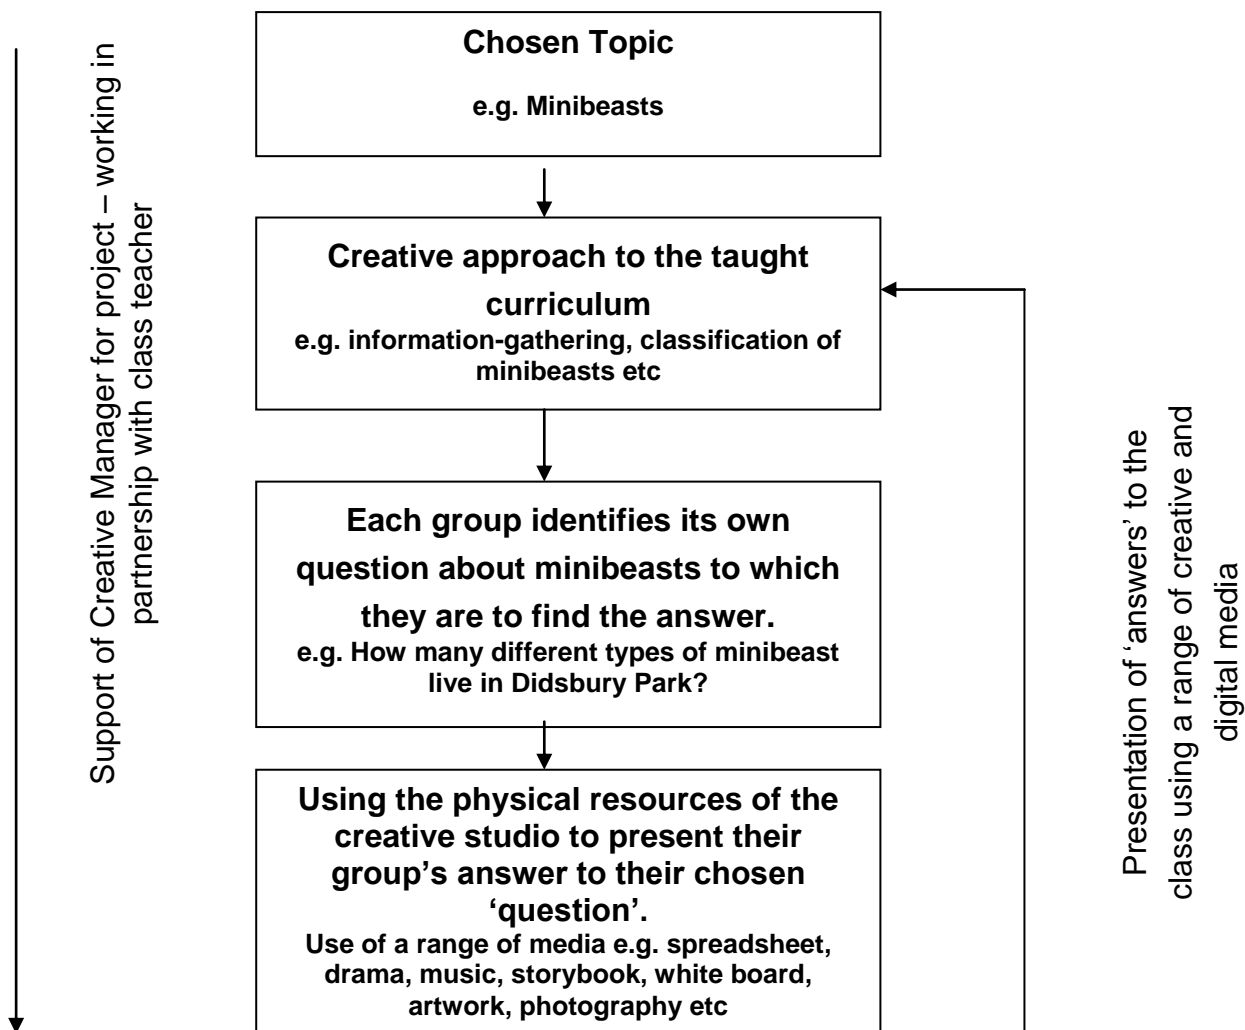 Support of Creative Manager for project – working in
partnership with class teacher
Chosen Topic
e.g. Minibeasts
Creative approach to the taught
curriculum
e.g. information-gathering, classification of
minibeasts etc
Each group identifies its own
question about minibeasts to which
they are to find the answer.
e.g. How many different types of minibeast
live in Didsbury Park?
Using the physical resources of the
creative studio to present their
group’s answer to their chosen
‘question’.
Use of a range of media e.g. spreadsheet,
drama, music, storybook, white board,
artwork, photography etc
Presentation of ‘answers’ to the
class using a range of creative and
digital media